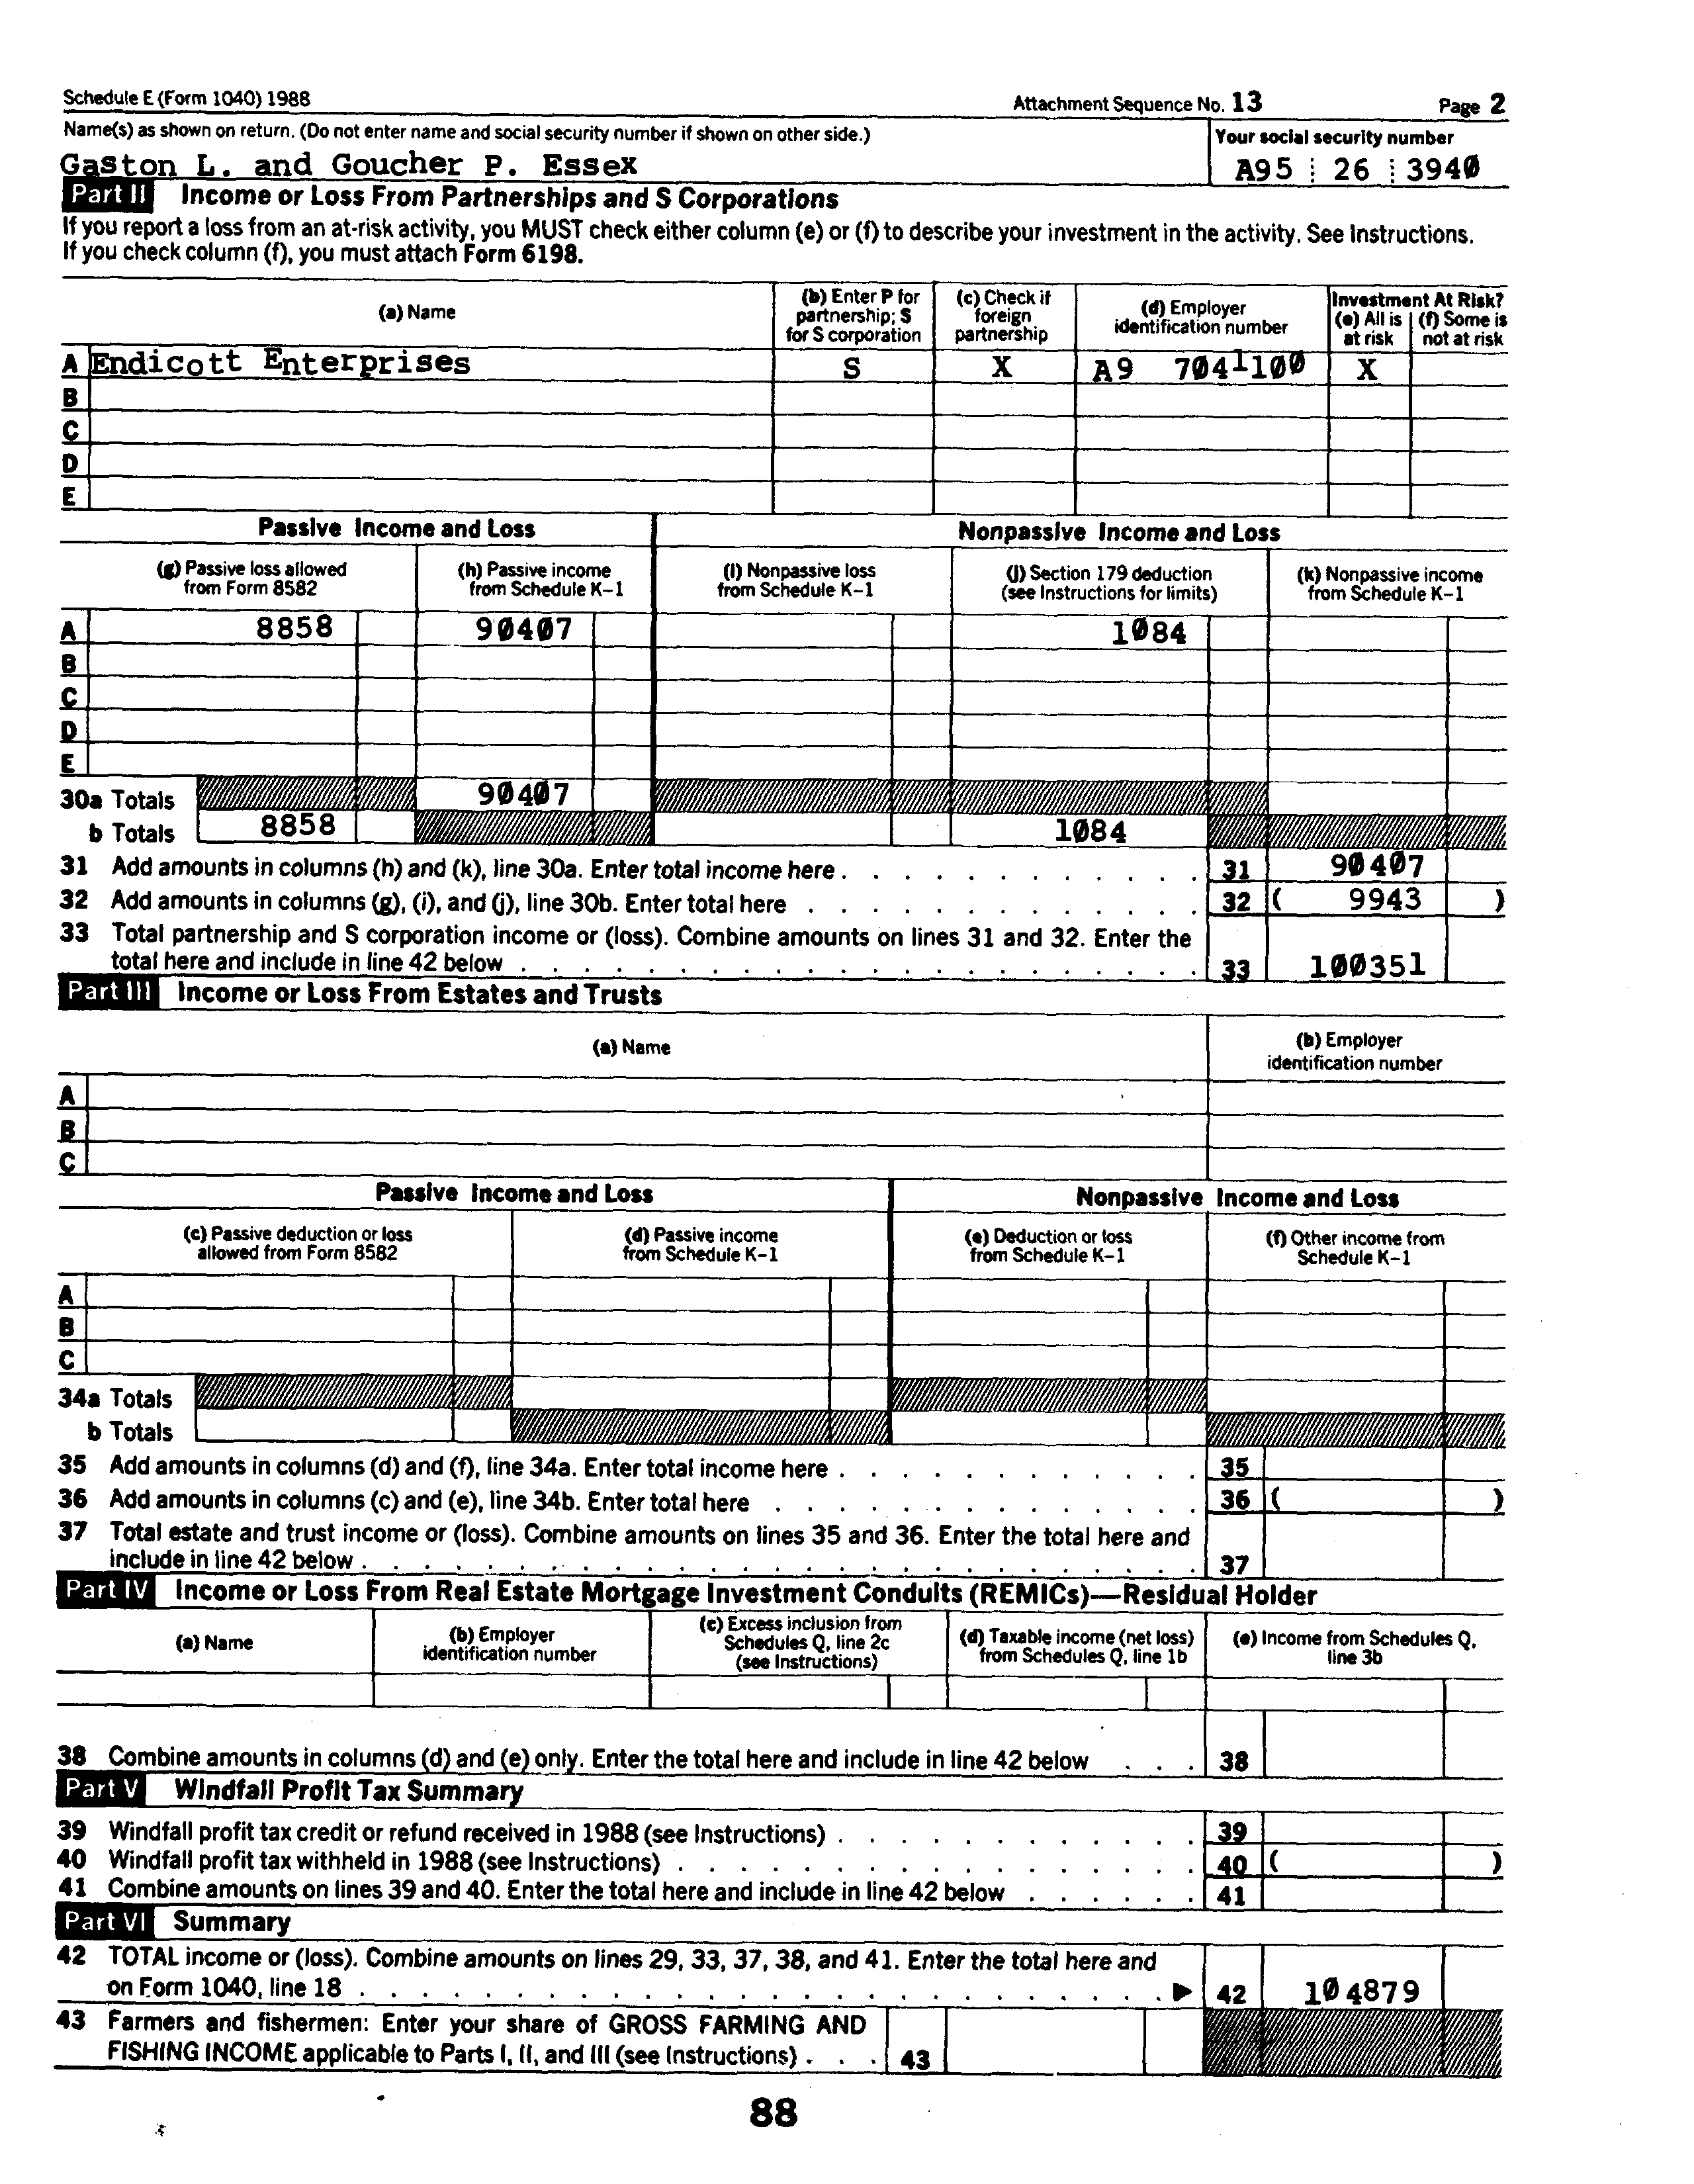 Schedule E (Form 1040) 1988 Attachment Sequence No. 13 Page 2
Name(s) as shown on return. (Do not enter name and social security number if shown on other side.) Your social security number
Gaston L. and Goucher P. Essex A95 26 3940
Part II Income or Loss From Partnerships and S Corporations
If you report a loss from an at-risk activity, you MUST check either column (e) or (f) to describe your investment in the activity. See Instructions.
If you check column (f), you must attach Form 6198.
(a) Name
(b) Enter P for partnership; S for S corporation
(c) Check if foreign partnership
(d) Employer identification number
Investment At Risk?
(e) All is at risk
(f) Some is not at risk
A Endicott Enterprises S X A9 7041100 X
B
C
D
E
Passive Income and Loss Nonpassive Income and Loss
(g) Passive loss allowed from Form 8582
(h) Passive income from Schedule K–1
(i) Nonpassive loss from Schedule K–1
(j) Section 179 deduction (see Instructions for limits)
(k) Nonpassive income from Schedule K–1
A 8858 90407 1084
B
C
D
E
30a Totals 90407
b Totals 8858 1084
31 Add amounts in columns (h) and (k), line 30a. Enter total income here 31 90407
32 Add amounts in columns (g), (i), and (j), line 30b. Enter total here 32 ( 9943 )
33 Total partnership and S corporation income or (loss). Combine amounts on lines 31 and 32. Enter the
total here and include in line 42 below 33 100351
Part III Income or Loss From Estates and Trusts
(a) Name
(b) Employer identification number
A
B
C
Passive Income and Loss Nonpassive Income and Loss
(c) Passive deduction or loss allowed from Form 8582
(d) Passive income from Schedule K–1
(e) Deduction or loss from Schedule K–1
(f) Other income from Schedule K–1
A
B
C
34a Totals
b Totals
35 Add amounts in columns (d) and (f), line 34a. Enter total income here 35
36 Add amounts in columns (c) and (e), line 34b. Enter total here 36 ( )
37 Total estate and trust income or (loss). Combine amounts on lines 35 and 36. Enter the total here and
include in line 42 below 37
Part IV Income or Loss From Real Estate Mortgage Investment Conduits (REMICs)—Residual Holder
(a) Name
(b) Employer identification number
(c) Excess inclusion from Schedules Q, line 2c (see Instructions)
(d) Taxable income (net loss) from Schedules Q, line 1b
(e) Income from Schedules Q, line 3b
38 Combine amounts in columns (d) and (e) only. Enter the total here and include in line 42 below 38
Part V Windfall Profit Tax Summary
39 Windfall profit tax credit or refund received in 1988 (see Instructions) 39
40 Windfall profit tax withheld in 1988 (see Instructions) 40 ( )
41 Combine amounts on lines 39 and 40. Enter the total here and include in line 42 below 41
Part VI Summary
42 TOTAL income or (loss). Combine amounts on lines 29, 33, 37, 38, and 41. Enter the total here and
on Form 1040, line 18 ▶ 42 104879
43 Farmers and fishermen: Enter your share of GROSS FARMING AND
FISHING INCOME applicable to Parts I, II, and III (see Instructions) 43
88